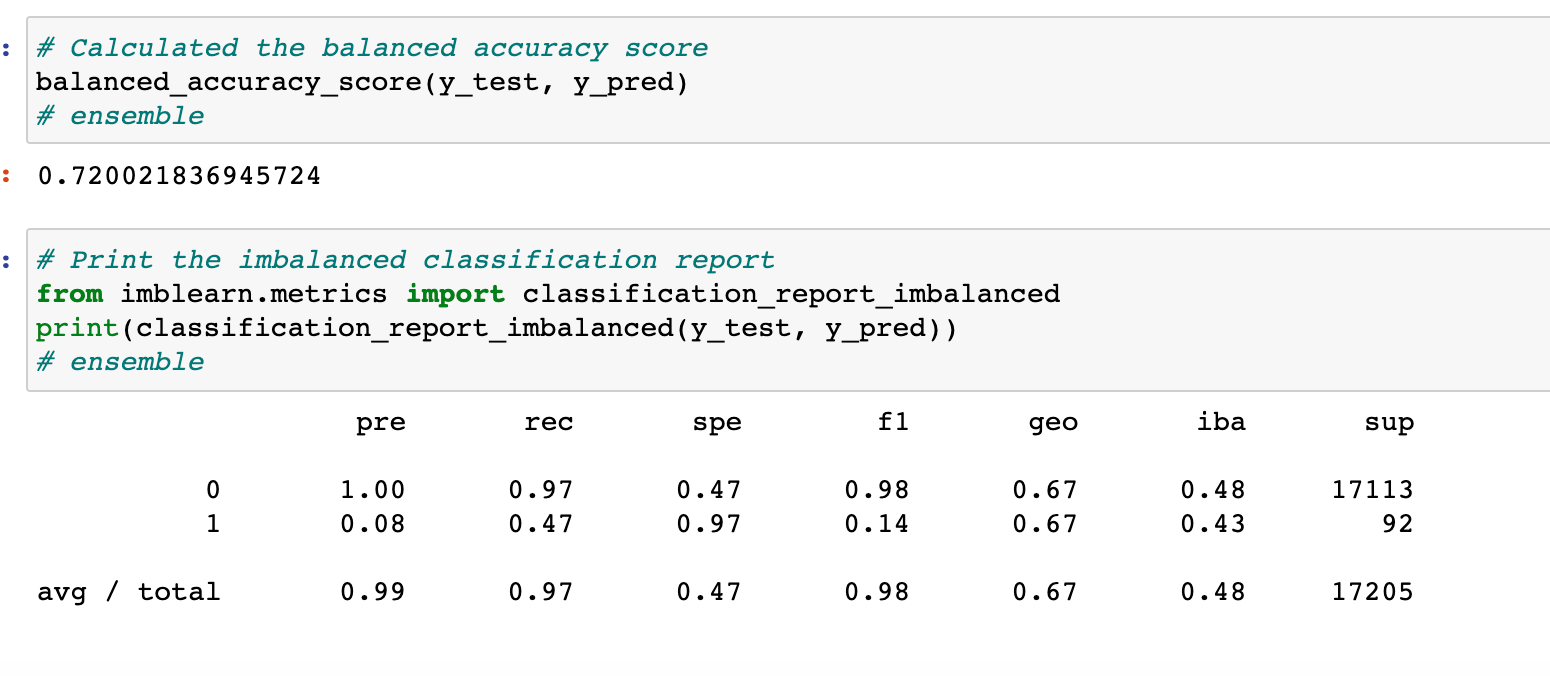 : # Calculated the balanced accuracy score
balanced_accuracy_score(y_test, y_pred)
# ensemble
: 0.720021836945724
: # Print the imbalanced classification report
from imblearn.metrics import classification_report_imbalanced
print(classification_report_imbalanced(y_test, y_pred))
# ensemble
pre rec spe f1 geo iba sup
0 1.00 0.97 0.47 0.98 0.67 0.48 17113
1 0.08 0.47 0.97 0.14 0.67 0.43 92
avg / total 0.99 0.97 0.47 0.98 0.67 0.48 17205